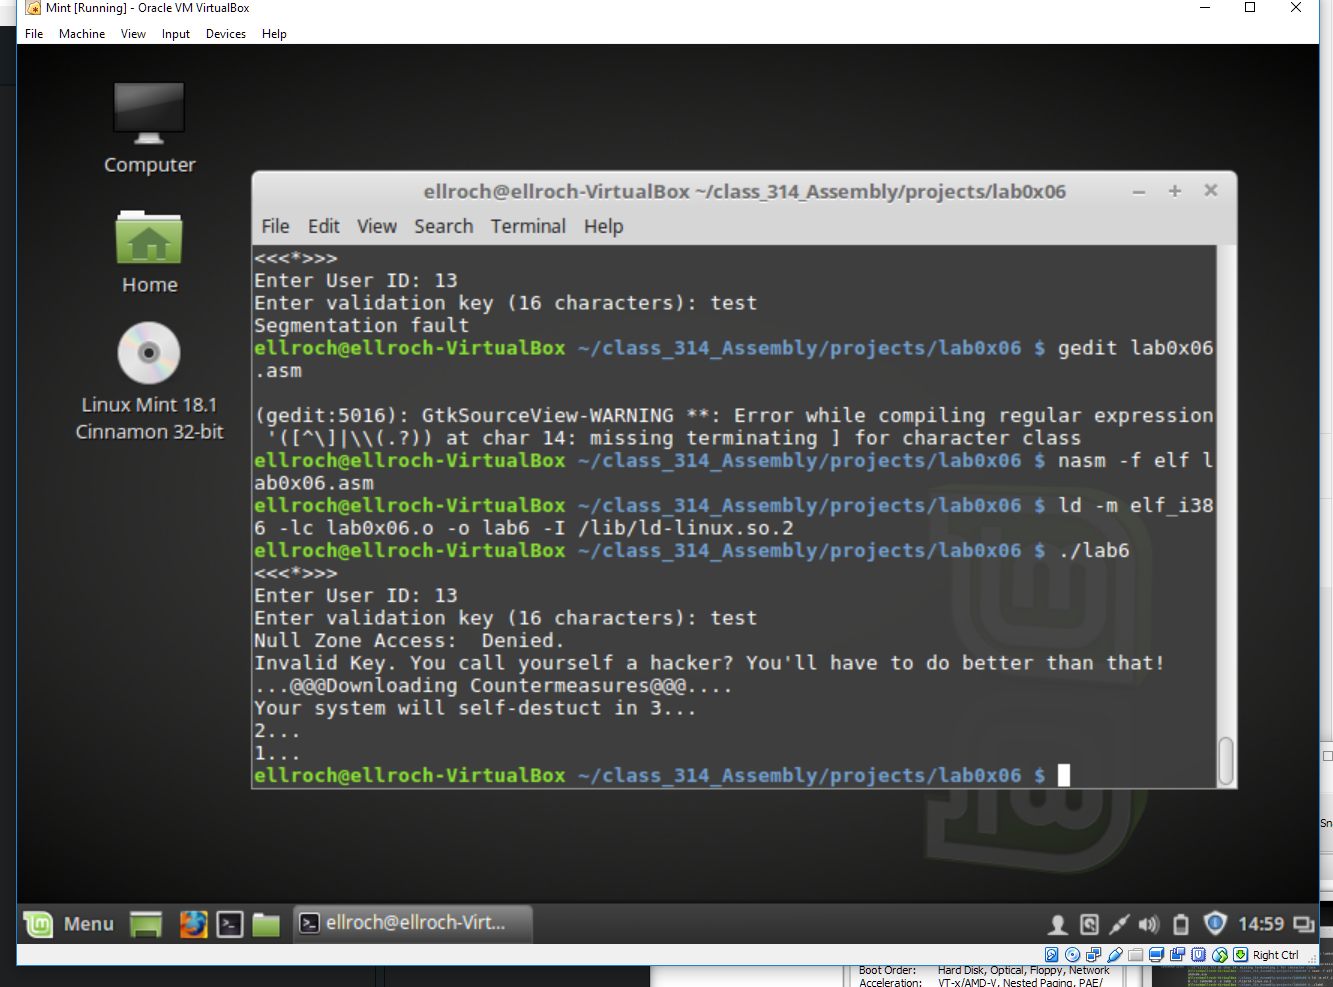 Mint [Running] - Oracle VM VirtualBox
File Machine View Input Devices Help
Computer
Home
Linux Mint 18.1
Cinnamon 32-bit
ellroch@ellroch-VirtualBox ~/class_314_Assembly/projects/lab0x06
File Edit View Search Terminal Help
<<<*>>>
Enter User ID: 13
Enter validation key (16 characters): test
Segmentation fault
ellroch@ellroch-VirtualBox ~/class_314_Assembly/projects/lab0x06 $ gedit lab0x06
.asm
(gedit:5016): GtkSourceView-WARNING **: Error while compiling regular expression
'([^\]|\\(.?)) at char 14: missing terminating ] for character class
ellroch@ellroch-VirtualBox ~/class_314_Assembly/projects/lab0x06 $ nasm -f elf l
ab0x06.asm
ellroch@ellroch-VirtualBox ~/class_314_Assembly/projects/lab0x06 $ ld -m elf_i38
6 -lc lab0x06.o -o lab6 -I /lib/ld-linux.so.2
ellroch@ellroch-VirtualBox ~/class_314_Assembly/projects/lab0x06 $ ./lab6
<<<*>>>
Enter User ID: 13
Enter validation key (16 characters): test
Null Zone Access:  Denied.
Invalid Key. You call yourself a hacker? You'll have to do better than that!
...@@@Downloading Countermeasures@@@....
Your system will self-destuct in 3...
2...
1...
ellroch@ellroch-VirtualBox ~/class_314_Assembly/projects/lab0x06 $
Menu
ellroch@ellroch-Virt...
14:59
Right Ctrl
Boot Order: Hard Disk, Optical, Floppy, Network
Acceleration: VT-x/AMD-V, Nested Paging, PAE/